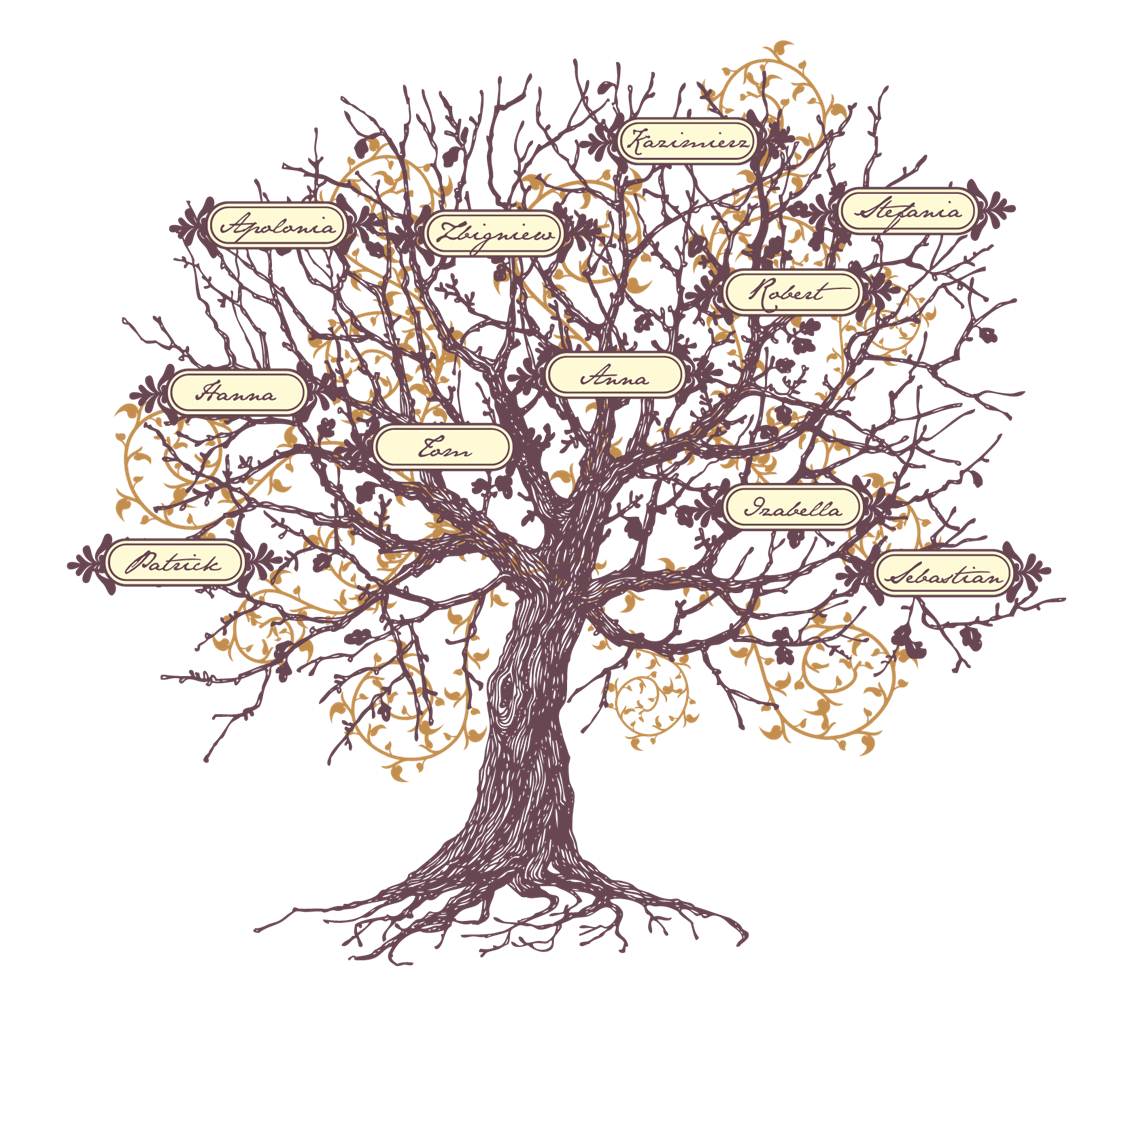 Kazimierz
Apolonia
Zbigniew
Stefania
Robert
Hanna
Anna
Tom
Izabella
Patrick
Sebastian